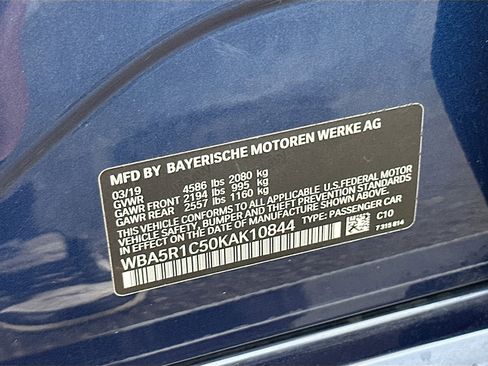 MFD BY BAYERISCHE MOTOREN WERKE AG
03/19
GVWR 4586 lbs 2080 kg
GAWR FRONT 2194 lbs 995 kg
GAWR REAR 2557 lbs 1160 kg
THIS VEHICLE CONFORMS TO ALL APPLICABLE U.S. FEDERAL MOTOR
VEHICLE SAFETY, BUMPER AND THEFT PREVENTION STANDARDS
IN EFFECT ON THE DATE OF MANUFACTURE SHOWN ABOVE.
WBA5R1C50KAK10844 TYPE: PASSENGER CAR
C10
7 315 814